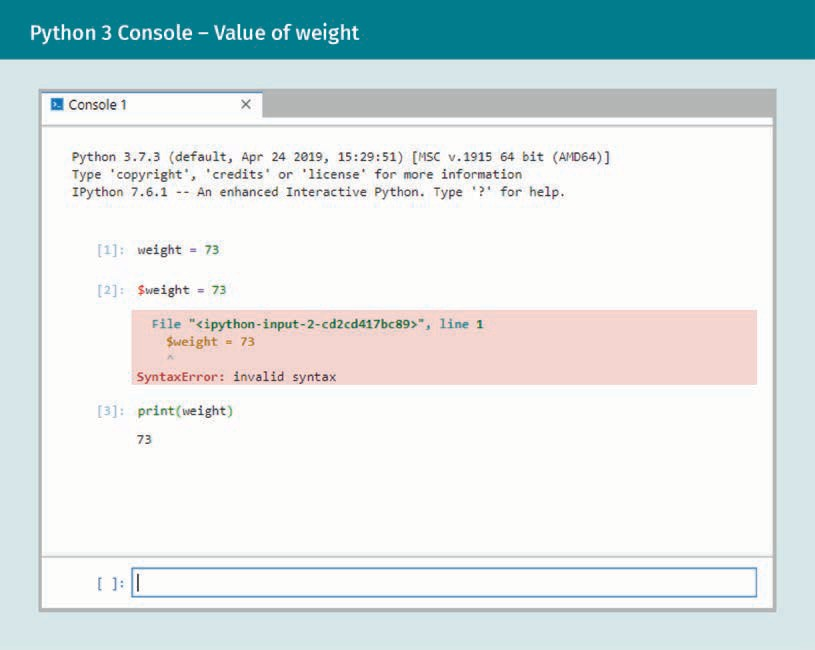 Python 3 Console – Value of weight
Console 1
Python 3.7.3 (default, Apr 24 2019, 15:29:51) [MSC v.1915 64 bit (AMD64)]
Type 'copyright', 'credits' or 'license' for more information
IPython 7.6.1 -- An enhanced Interactive Python. Type '?' for help.
[1]: weight = 73
[2]: $weight = 73
File "<ipython-input-2-cd2cd417bc89>", line 1
$weight = 73
^
SyntaxError: invalid syntax
[3]: print(weight)
73
[ ]: